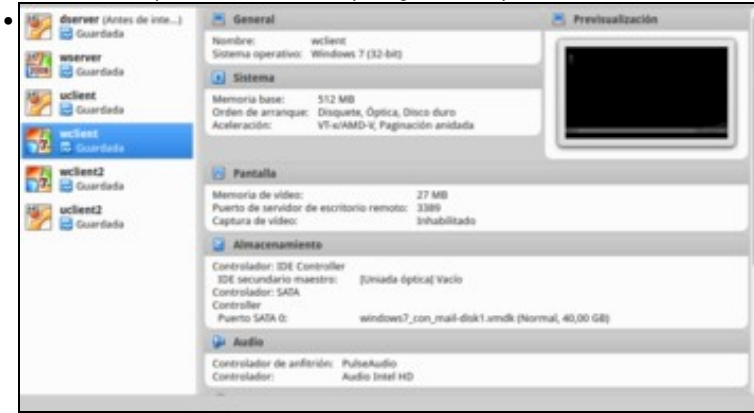 dserver (Antes de inte...)
Guardada
wserver
Guardada
uclient
Guardada
wclient
Guardada
wclient2
Guardada
uclient2
Guardada
General
Nombre: wclient
Sistema operativo: Windows 7 (32-bit)
Previsualización
Sistema
Memoria base: 512 MB
Orden de arranque: Disquete, Óptica, Disco duro
Aceleración: VT-x/AMD-V, Paginación anidada
Pantalla
Memoria de vídeo: 27 MB
Puerto de servidor de escritorio remoto: 3389
Captura de vídeo: Inhabilitado
Almacenamiento
Controlador: IDE Controller
IDE secundario maestro: [Uniada óptica] Vacío
Controlador: SATA
Controller
Puerto SATA 0: windows7_con_mail-disk1.vmdk (Normal, 40,00 GB)
Audio
Controlador de anfitrión: PulseAudio
Controlador: Audio Intel HD